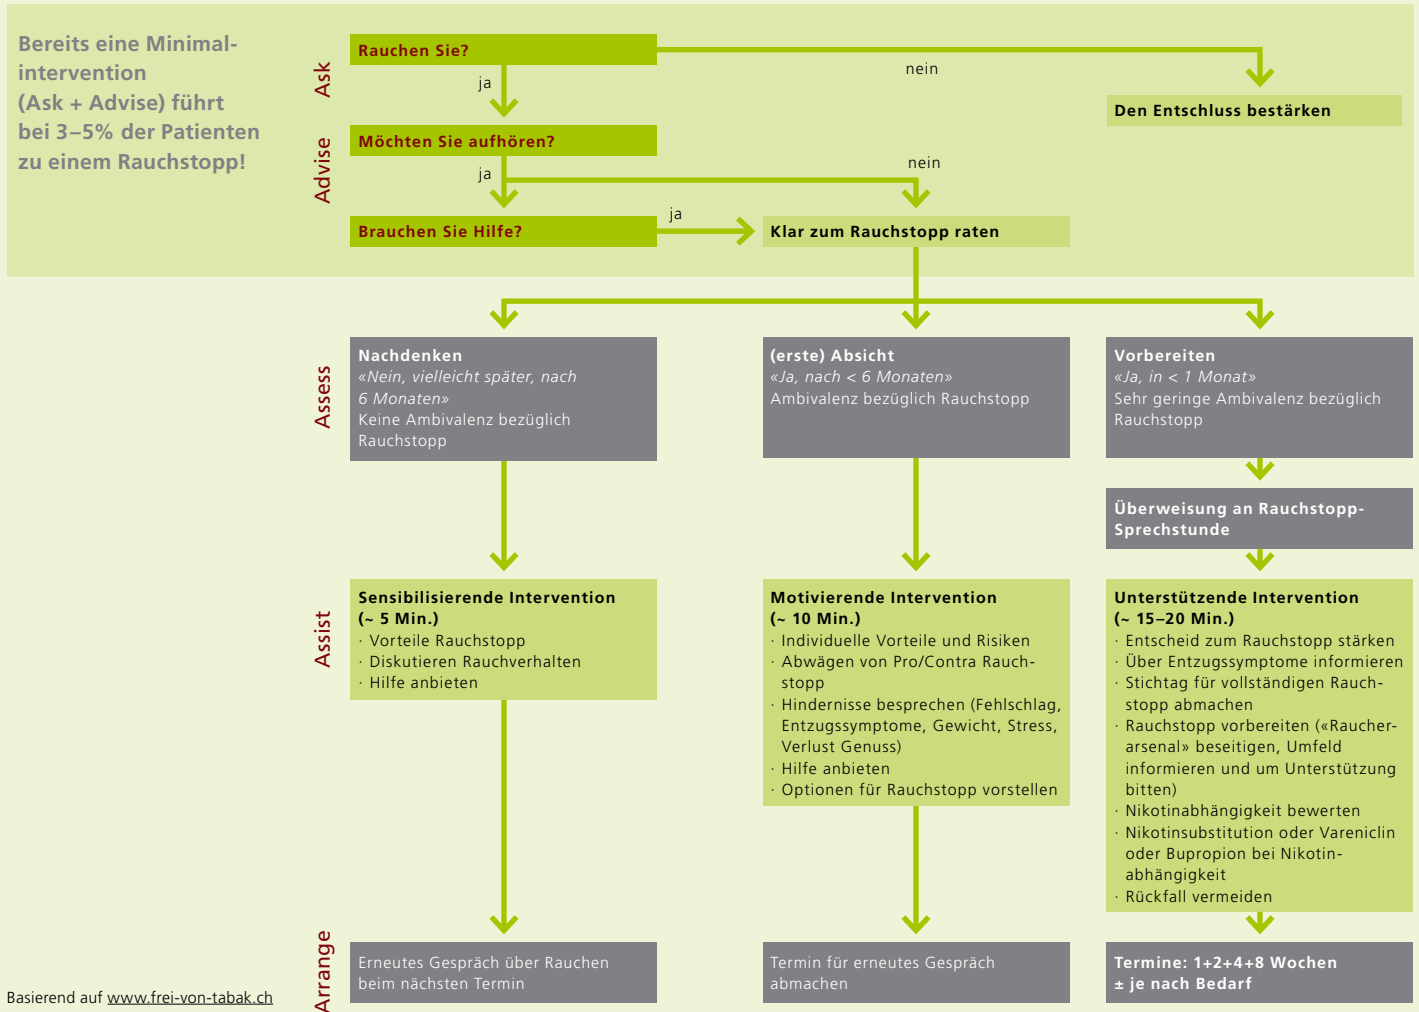 Bereits eine Minimal-
intervention
(Ask + Advise) führt
bei 3–5% der Patienten
zu einem Rauchstopp!
Ask
Rauchen Sie?
nein
ja
Den Entschluss bestärken
Advise
Möchten Sie aufhören?
nein
ja
Brauchen Sie Hilfe?
ja
Klar zum Rauchstopp raten
Assess
Nachdenken
«Nein, vielleicht später, nach
6 Monaten»
Keine Ambivalenz bezüglich
Rauchstopp
(erste) Absicht
«Ja, nach < 6 Monaten»
Ambivalenz bezüglich Rauchstopp
Vorbereiten
«Ja, in < 1 Monat»
Sehr geringe Ambivalenz bezüglich
Rauchstopp
Überweisung an Rauchstopp-
Sprechstunde
Assist
Sensibilisierende Intervention
(~ 5 Min.)
· Vorteile Rauchstopp
· Diskutieren Rauchverhalten
· Hilfe anbieten
Motivierende Intervention
(~ 10 Min.)
· Individuelle Vorteile und Risiken
· Abwägen von Pro/Contra Rauch-
stopp
· Hindernisse besprechen (Fehlschlag,
Entzugssymptome, Gewicht, Stress,
Verlust Genuss)
· Hilfe anbieten
· Optionen für Rauchstopp vorstellen
Unterstützende Intervention
(~ 15–20 Min.)
· Entscheid zum Rauchstopp stärken
· Über Entzugssymptome informieren
· Stichtag für vollständigen Rauch-
stopp abmachen
· Rauchstopp vorbereiten («Raucher-
arsenal» beseitigen, Umfeld
informieren und um Unterstützung
bitten)
· Nikotinabhängigkeit bewerten
· Nikotinsubstitution oder Vareniclin
oder Bupropion bei Nikotin-
abhängigkeit
· Rückfall vermeiden
Arrange
Erneutes Gespräch über Rauchen
beim nächsten Termin
Termin für erneutes Gespräch
abmachen
Termine: 1+2+4+8 Wochen
± je nach Bedarf
Basierend auf www.frei-von-tabak.ch